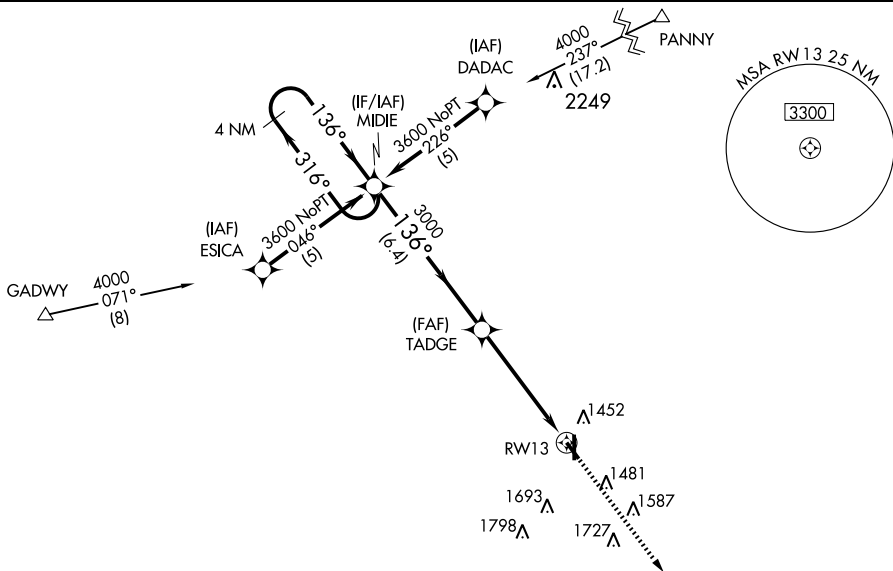 4000
237°
(17.2)
PANNY
2249
(IAF)
DADAC
MSA RW13 25 NM
3300
(IF/IAF)
MIDIE
4 NM
136°
316°
3600 NoPT
226°
(5)
(IAF)
ESICA
3600 NoPT
046°
(5)
GADWY
4000
071°
(8)
3000
136°
(6.4)
(FAF)
TADGE
RW13
1452
1481
1587
1693
1798
1727